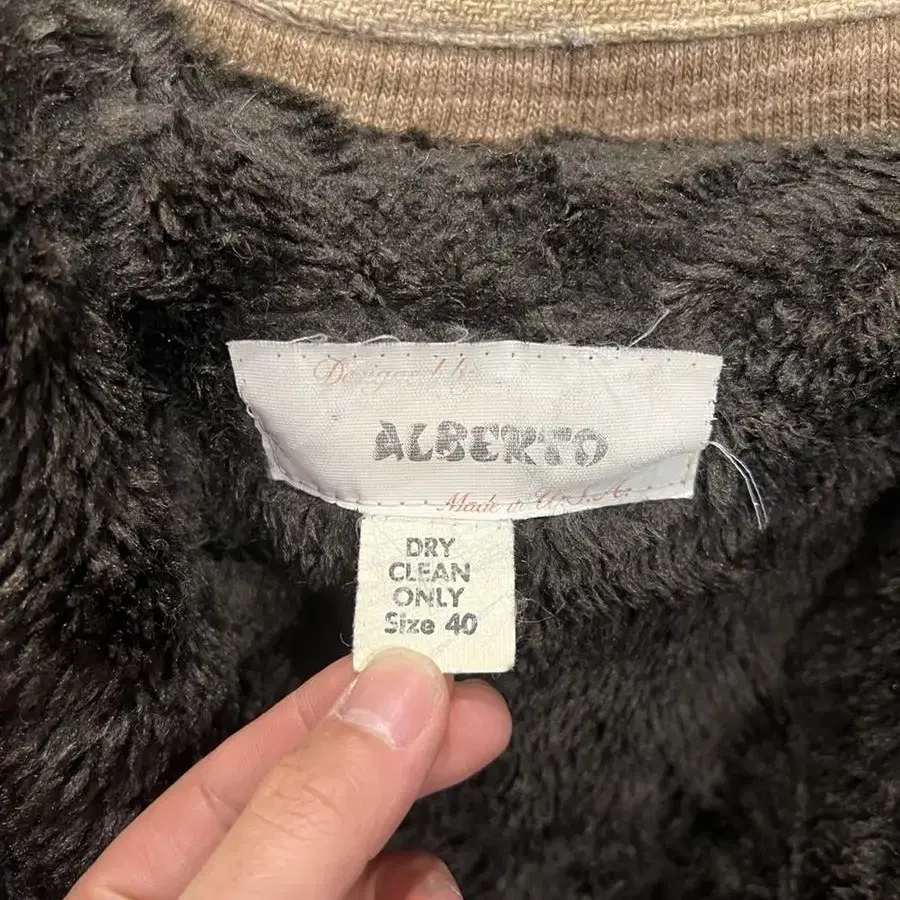 Designed by
ALBERTO
Made in U.S.A.
DRY
CLEAN
ONLY
Size 40